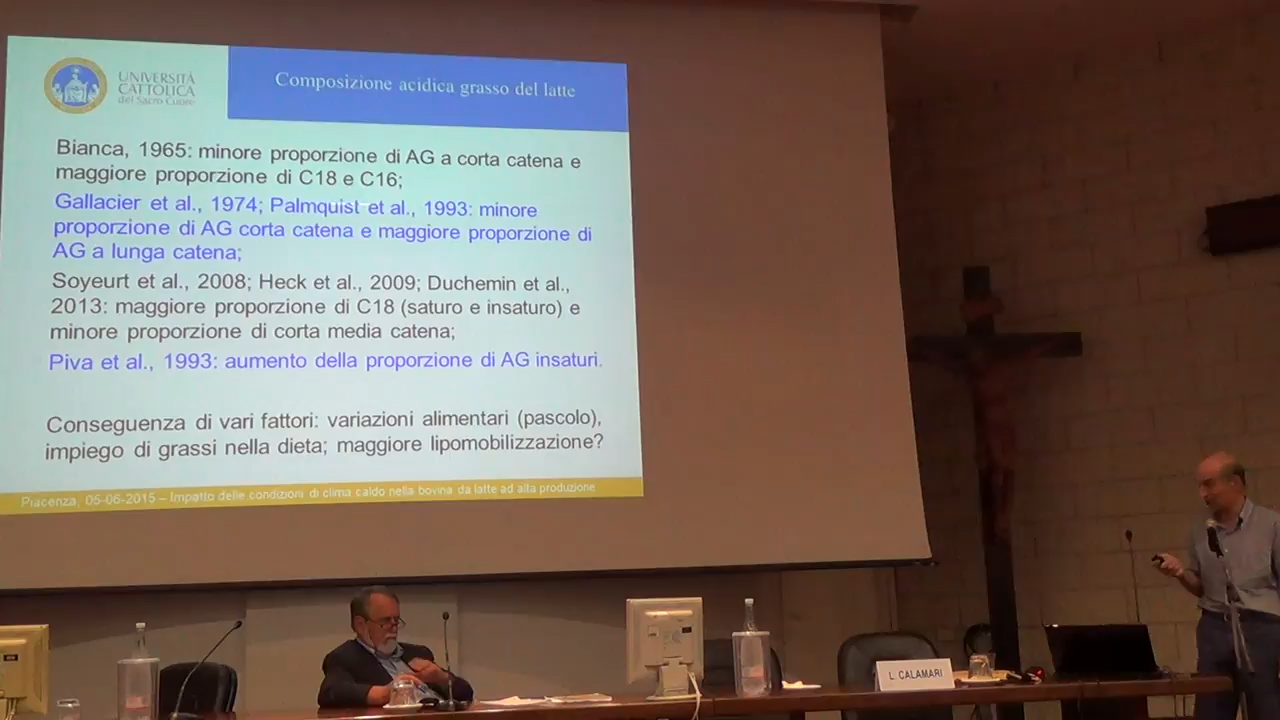 UNIVERSITÀ
CATTOLICA
del Sacro Cuore
Composizione acidica grasso del latte
Bianca, 1965: minore proporzione di AG a corta catena e
maggiore proporzione di C18 e C16;
Gallacier et al., 1974; Palmquist et al., 1993: minore
proporzione di AG corta catena e maggiore proporzione di
AG a lunga catena;
Soyeurt et al., 2008; Heck et al., 2009; Duchemin et al.,
2013: maggiore proporzione di C18 (saturo e insaturo) e
minore proporzione di corta media catena;
Piva et al., 1993: aumento della proporzione di AG insaturi.
Conseguenza di vari fattori: variazioni alimentari (pascolo),
impiego di grassi nella dieta; maggiore lipomobilizzazione?
Piacenza, 05-06-2015 – Impatto delle condizioni di clima caldo nella bovina da latte ad alta produzione
L. CALAMARI